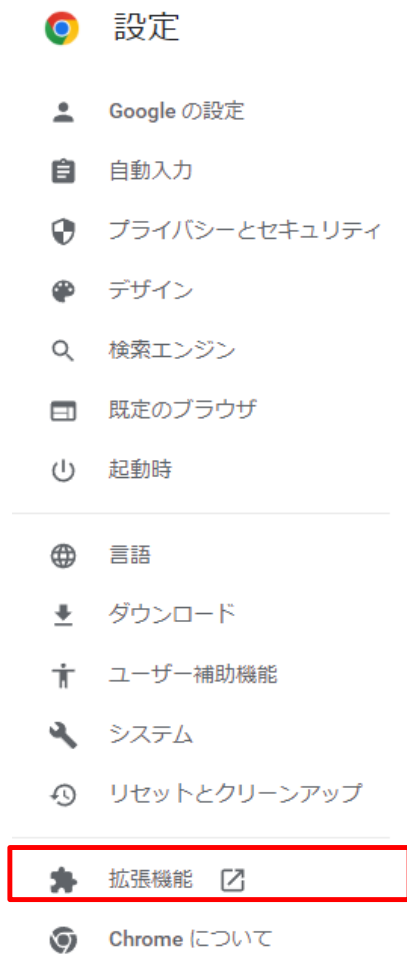 設定
Google の設定
自動入力
プライバシーとセキュリティ
デザイン
検索エンジン
既定のブラウザ
起動時
言語
ダウンロード
ユーザー補助機能
システム
リセットとクリーンアップ
拡張機能
Chrome について